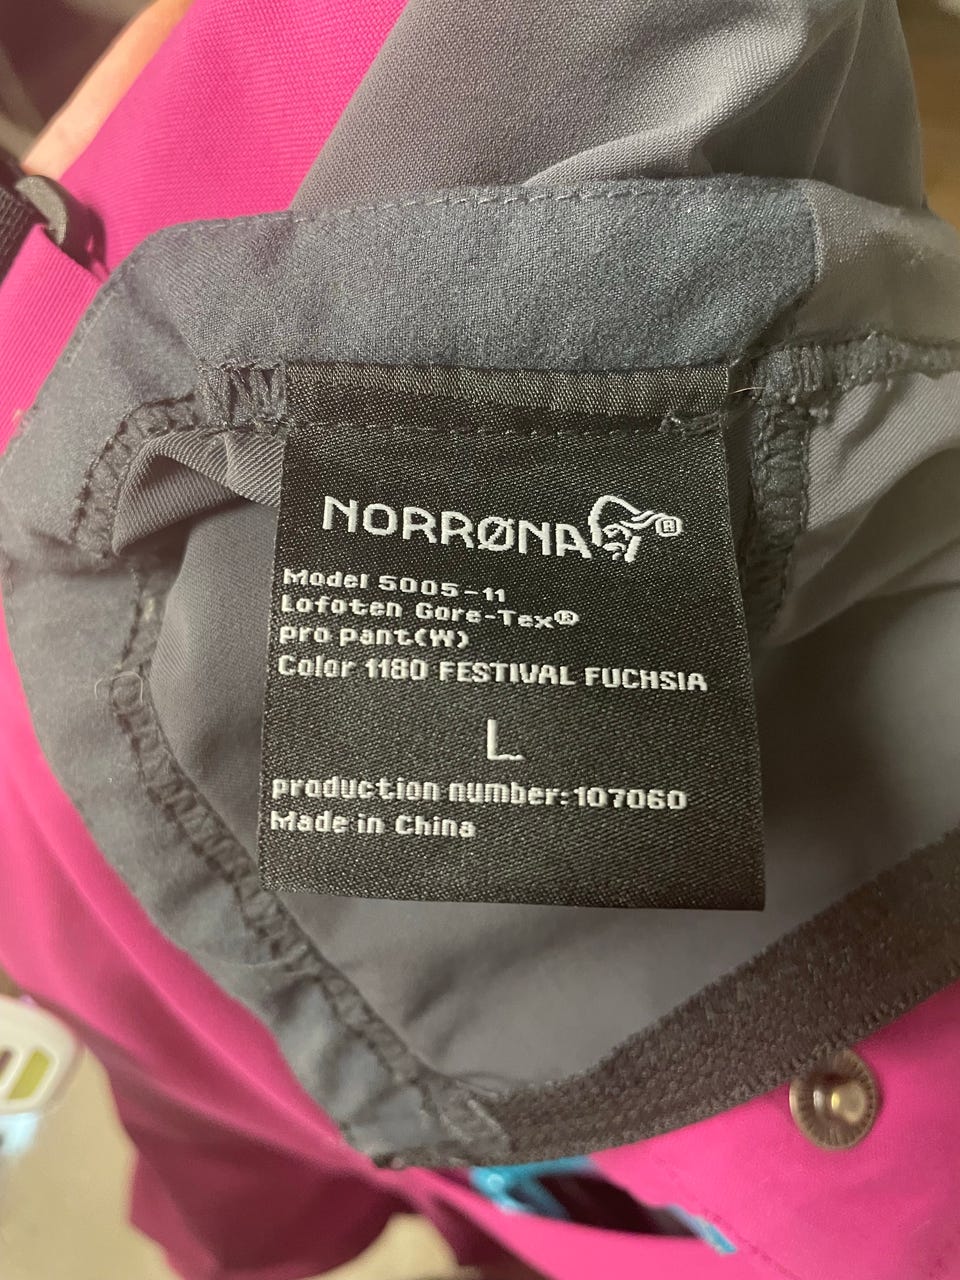 NORRØNA®
Model 5005-11
Lofoten Gore-Tex®
pro pant(W)
Color 1180 FESTIVAL FUCHSIA
L
production number:107060
Made in China